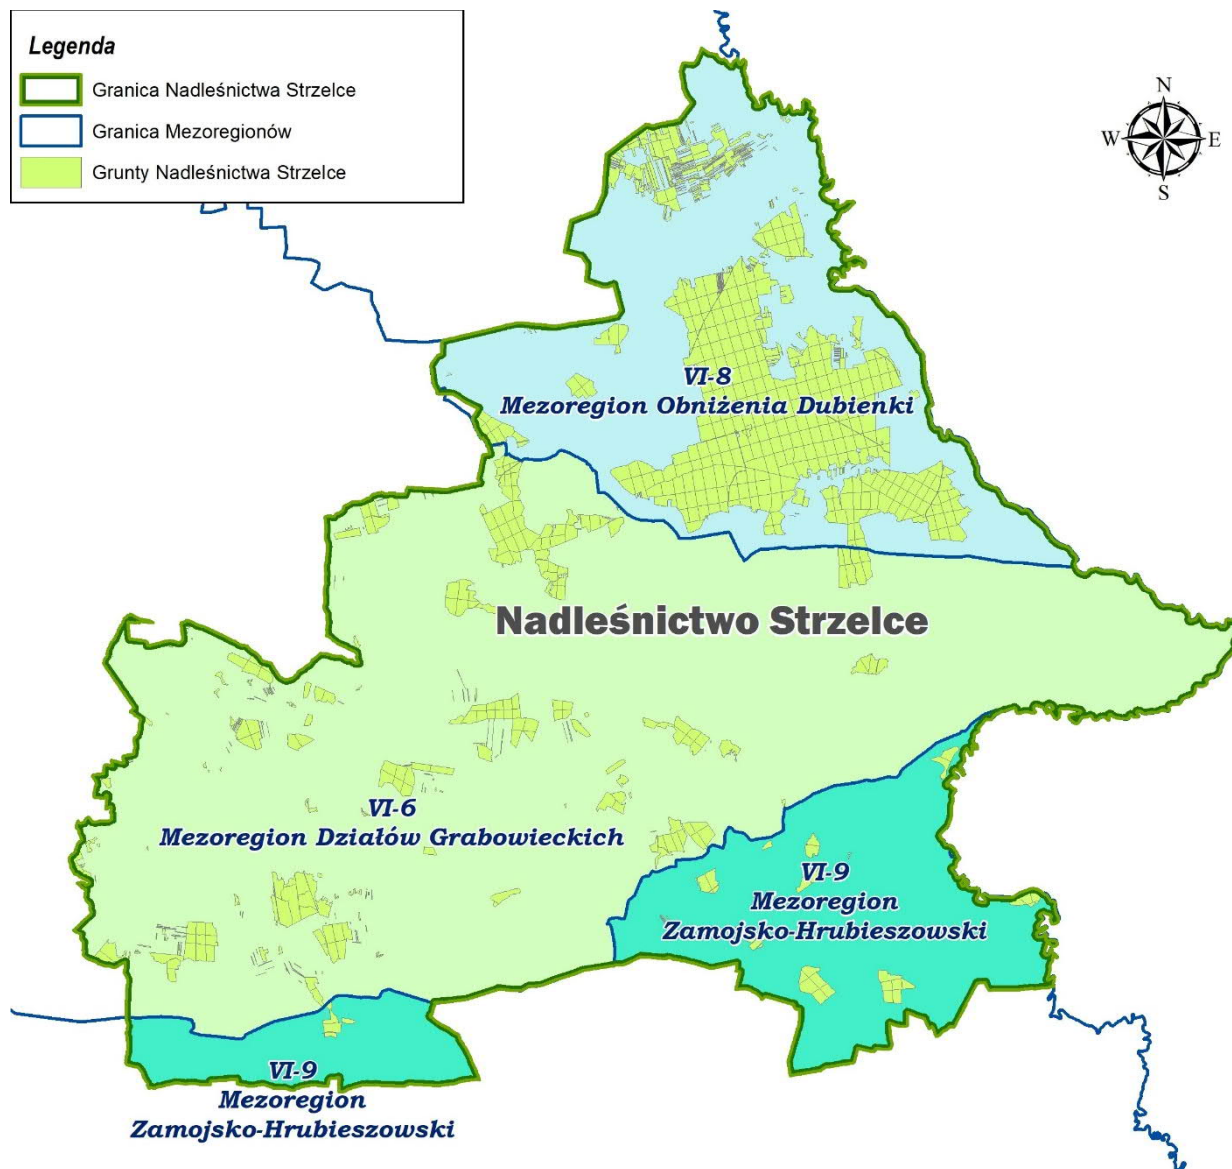 Legenda
Granica Nadleśnictwa Strzelce
Granica Mezoregionów
Grunty Nadleśnictwa Strzelce
N
W
E
S
VI-8
Mezoregion Obniżenia Dubienki
Nadleśnictwo Strzelce
VI-6
Mezoregion Działów Grabowieckich
VI-9
Mezoregion
Zamojsko-Hrubieszowski
VI-9
Mezoregion
Zamojsko-Hrubieszowski